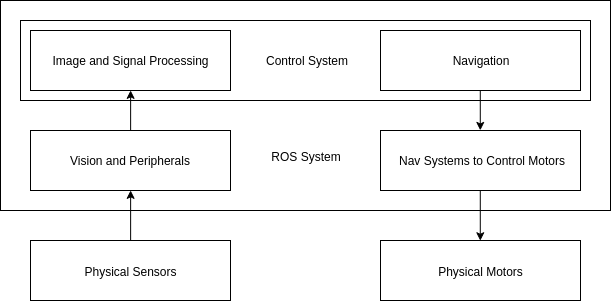 Image and Signal Processing
Control System
Navigation
Vision and Peripherals
ROS System
Nav Systems to Control Motors
Physical Sensors
Physical Motors